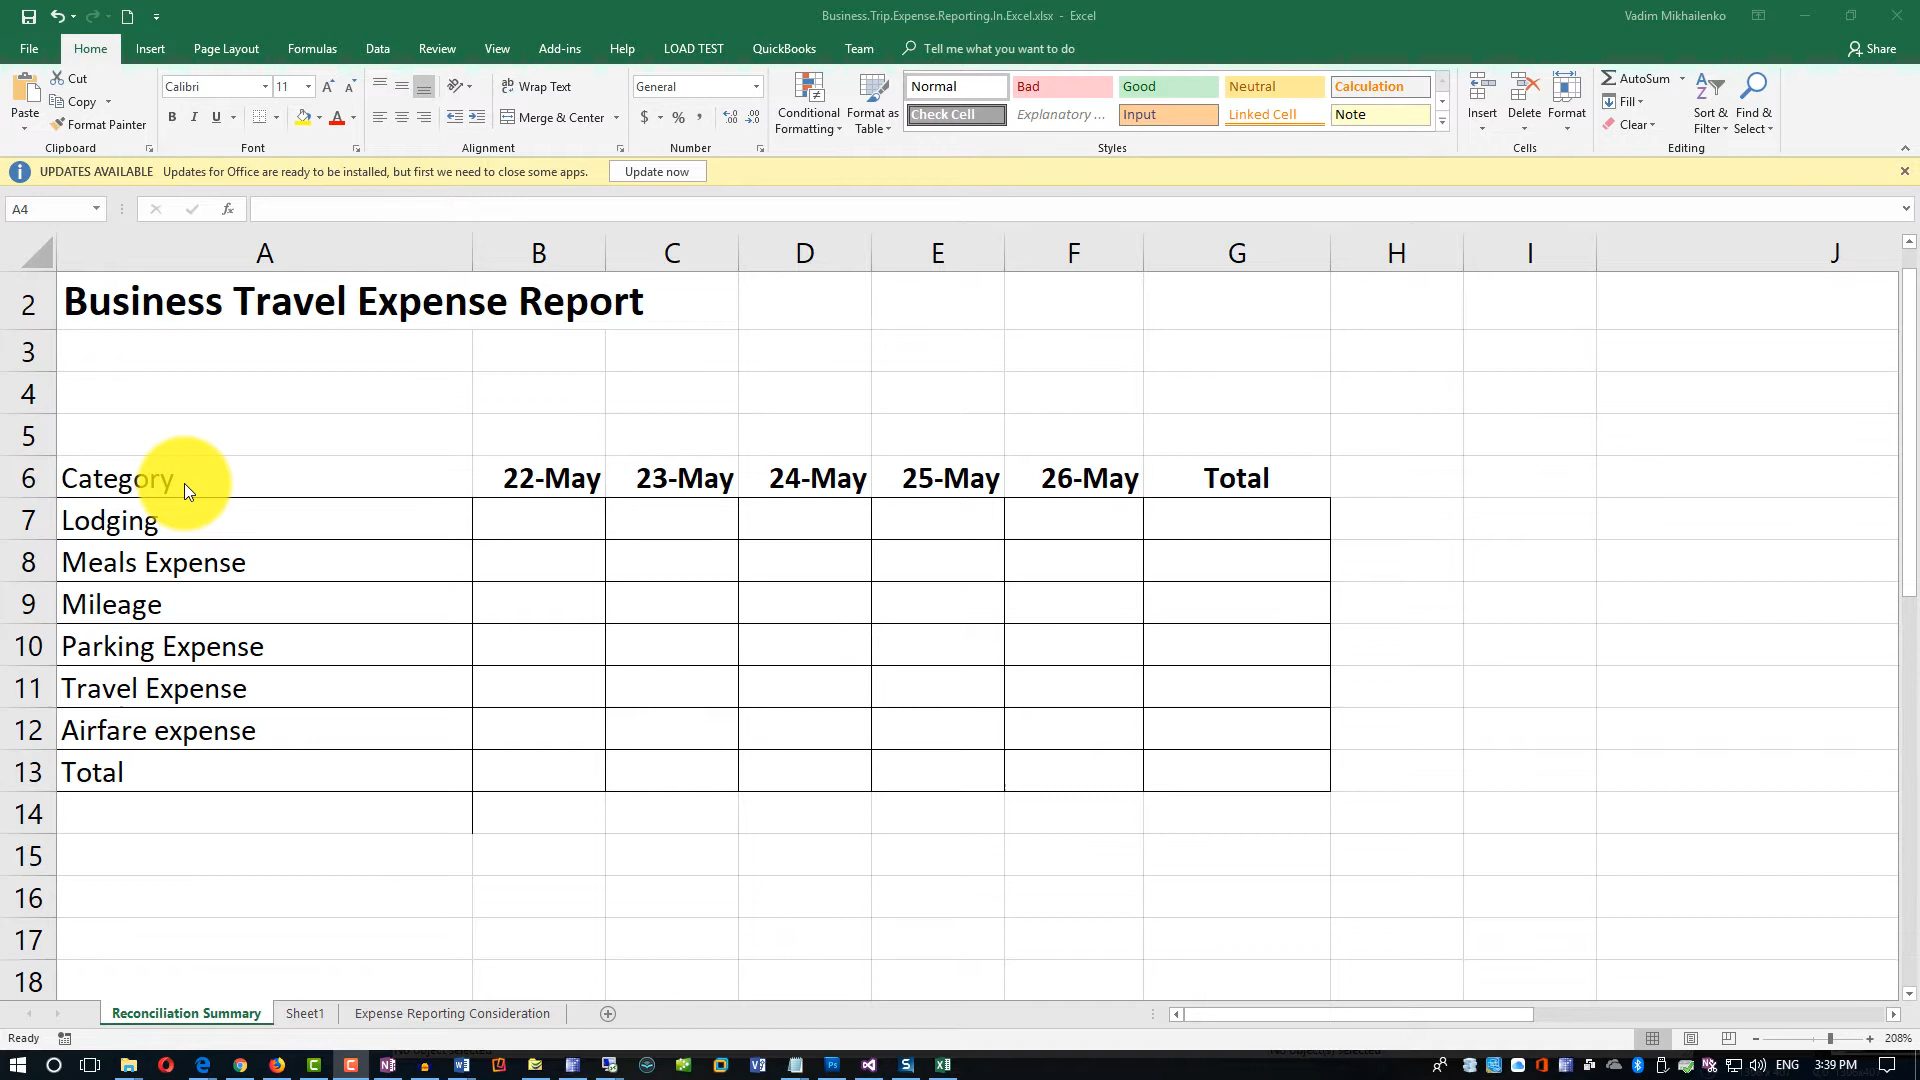 Business.Trip.Expense.Reporting.In.Excel.xlsx - Excel
Vadim Mikhailenko
File Home Insert Page Layout Formulas Data Review View Add-ins Help LOAD TEST QuickBooks Team Tell me what you want to do Share
Paste
Cut
Copy
Format Painter
Clipboard
Calibri 11
B I U
Font
Wrap Text
Merge & Center
Alignment
General
$ % ,
Number
Conditional Formatting
Format as Table
Normal Bad Good Neutral Calculation
Check Cell Explanatory ... Input Linked Cell Note
Styles
Insert Delete Format
Cells
AutoSum
Fill
Clear
Sort & Filter
Find & Select
Editing
UPDATES AVAILABLE Updates for Office are ready to be installed, but first we need to close some apps. Update now
A4 fx
A B C D E F G H I J
2 Business Travel Expense Report
3
4
5
6 Category 22-May 23-May 24-May 25-May 26-May Total
7 Lodging
8 Meals Expense
9 Mileage
10 Parking Expense
11 Travel Expense
12 Airfare expense
13 Total
14
15
16
17
18
Reconciliation Summary Sheet1 Expense Reporting Consideration
Ready 208%
ENG 3:39 PM